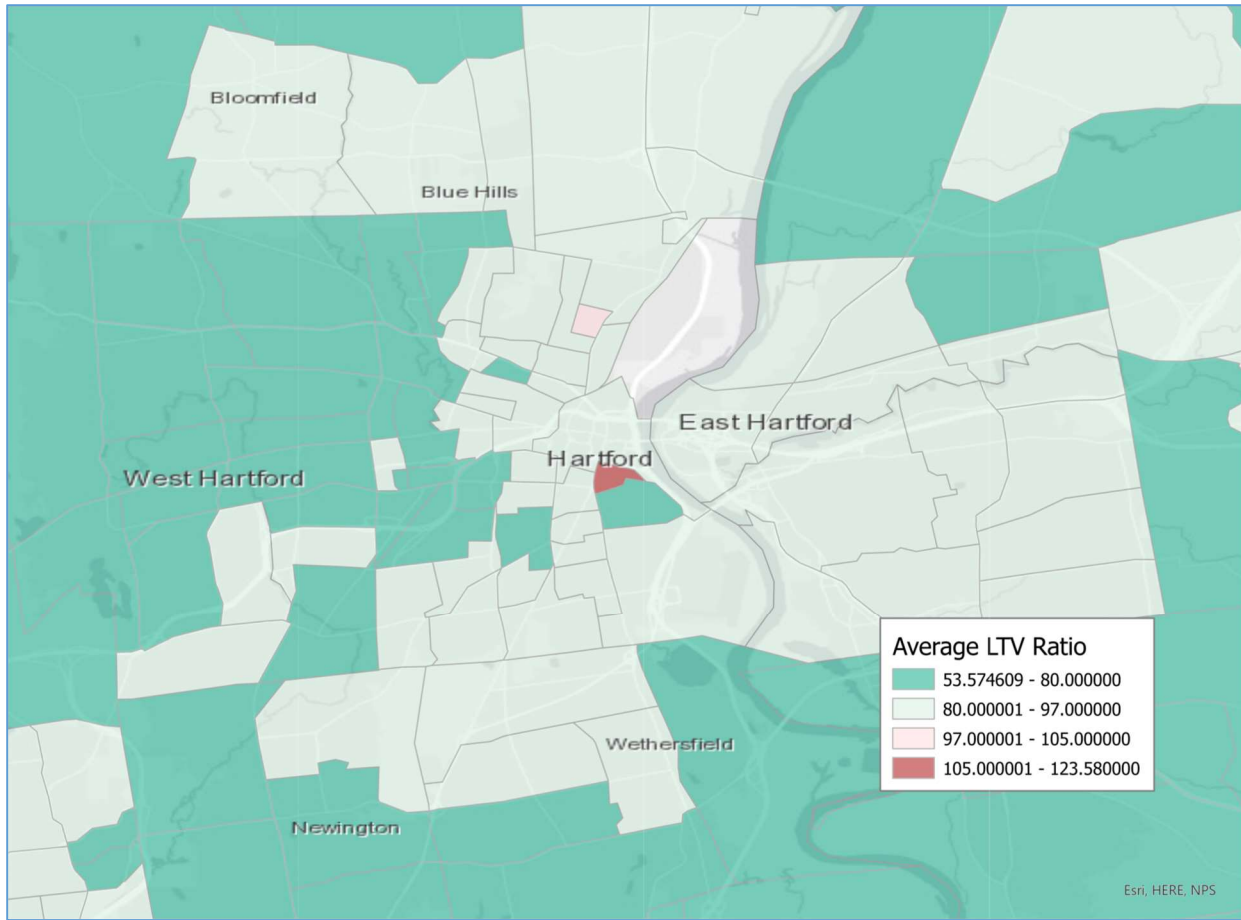 Bloomfield
Blue Hills
East Hartford
Hartford
West Hartford
Average LTV Ratio
53.574609 - 80.000000
80.000001 - 97.000000
97.000001 - 105.000000
105.000001 - 123.580000
Wethersfield
Newington
Esri, HERE, NPS